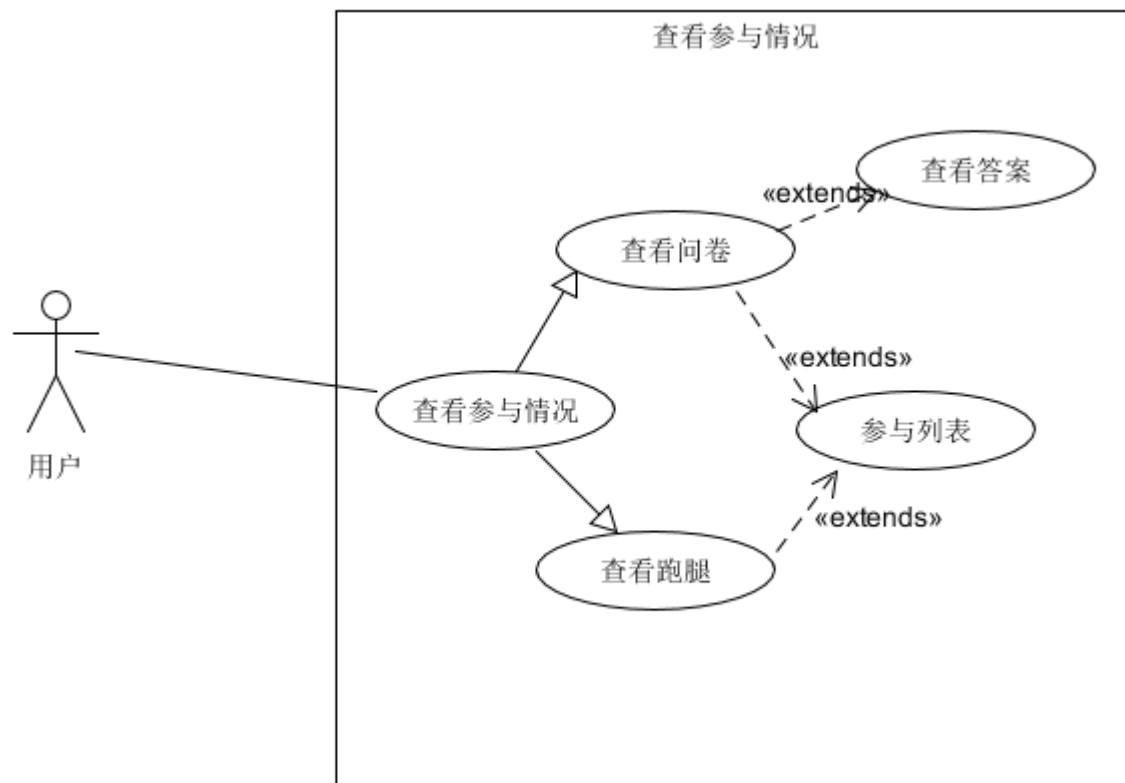 查看参与情况
查看答案
«extends»
查看问卷
«extends»
查看参与情况
参与列表
用户
«extends»
查看跑腿